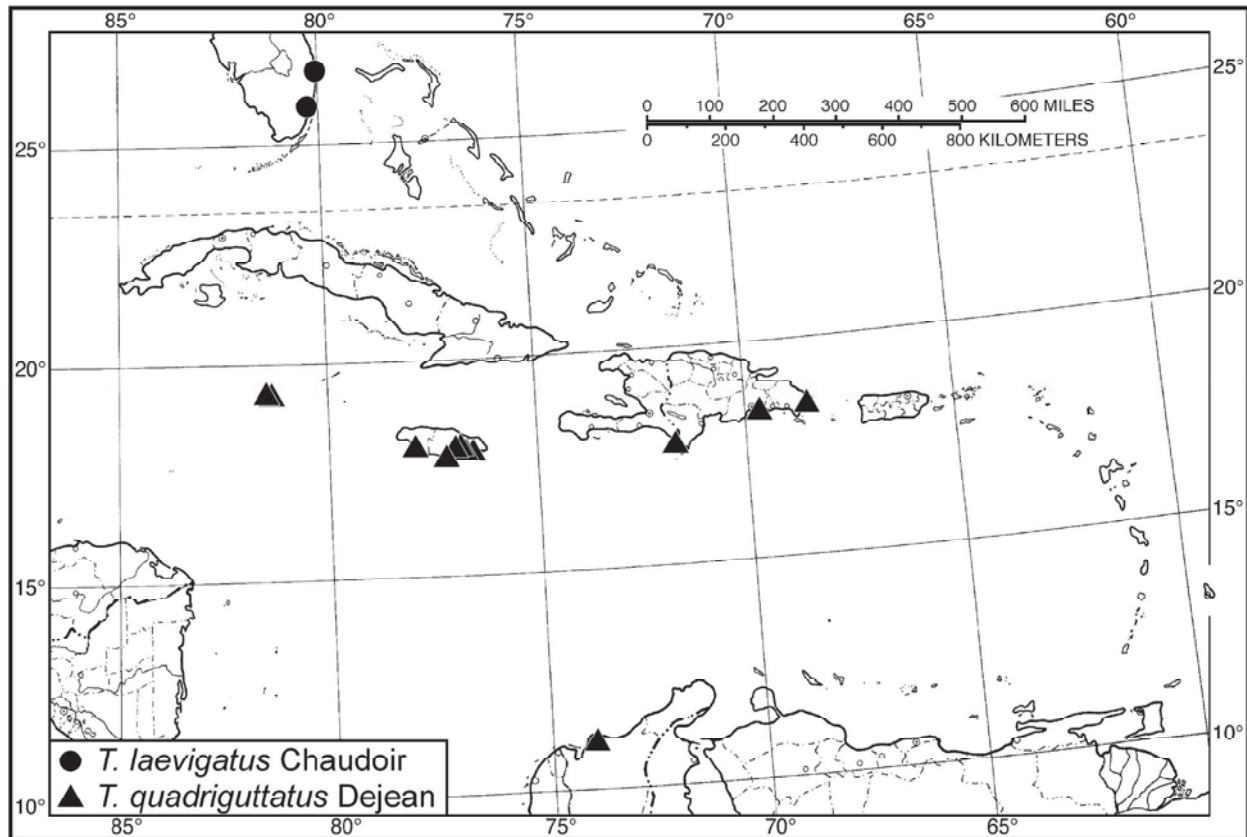 85° 80° 75° 70° 65° 60°
25°
0 100 200 300 400 500 600 MILES
0 200 400 600 800 KILOMETERS
25°
20°
20°
15°
15°
10°
T. laevigatus Chaudoir
T. quadriguttatus Dejean
10°
85° 80° 75° 70° 65°